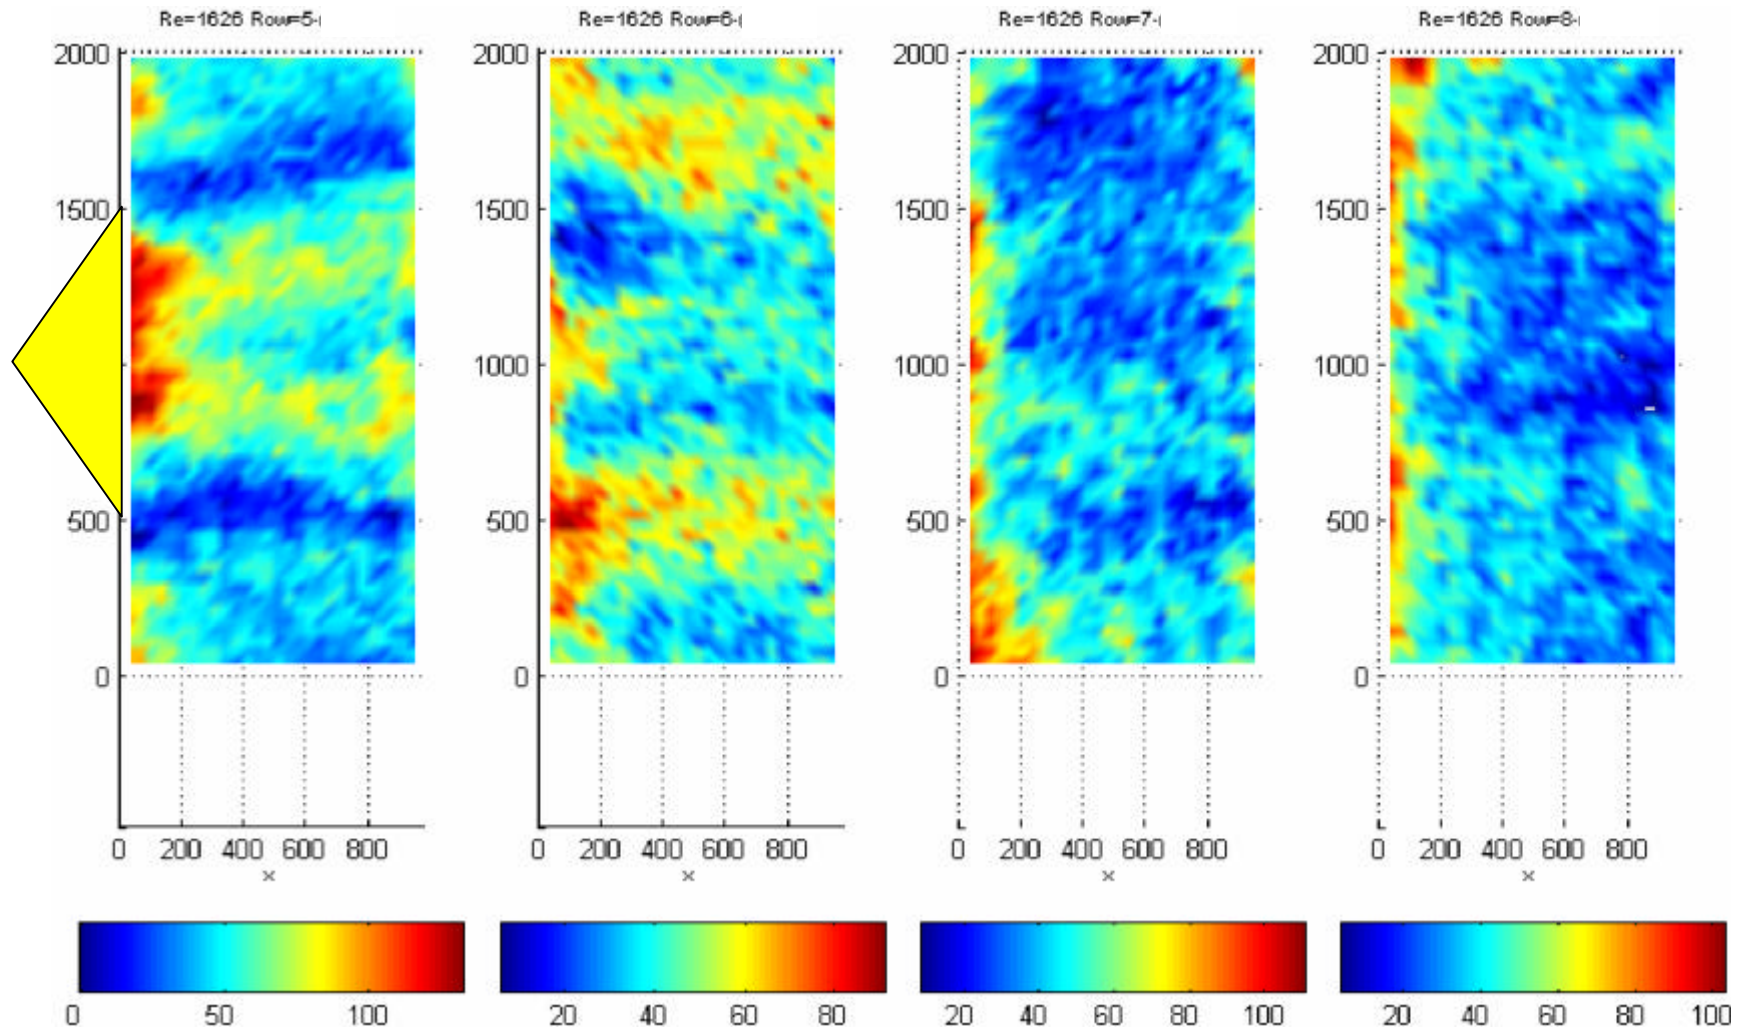 Re=1626 Row=5-
Re=1626 Row=6-
Re=1626 Row=7-
Re=1626 Row=8-
2000 2000 2000 2000
1500 1500 1500 1500
1000 1000 1000 1000
500 500 500 500
0 0 0 0
0 200 400 600 800 0 200 400 600 800 0 200 400 600 800 0 200 400 600 800
x x x x
0 50 100 20 40 60 80 20 40 60 80 100 20 40 60 80 100